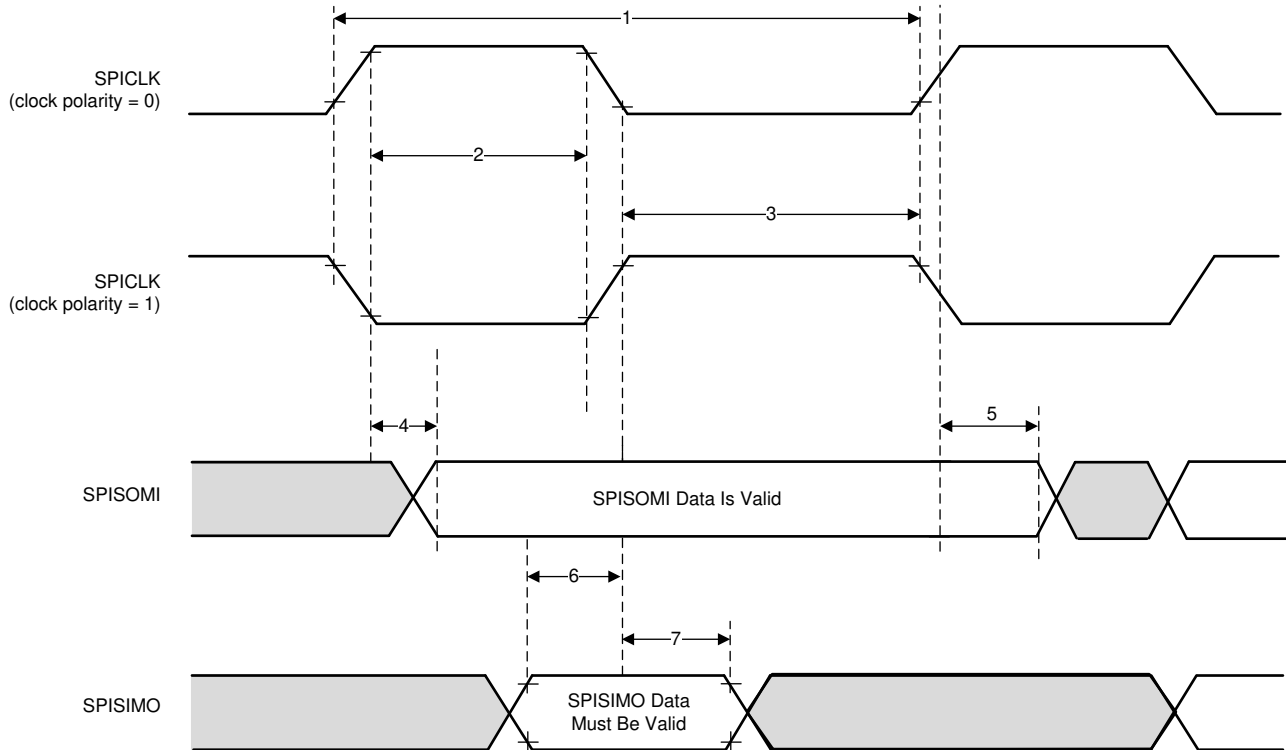 1
SPICLK
(clock polarity = 0)
2
3
SPICLK
(clock polarity = 1)
4
5
SPISOMI
SPISOMI Data Is Valid
6
7
SPISIMO
SPISIMO Data
Must Be Valid